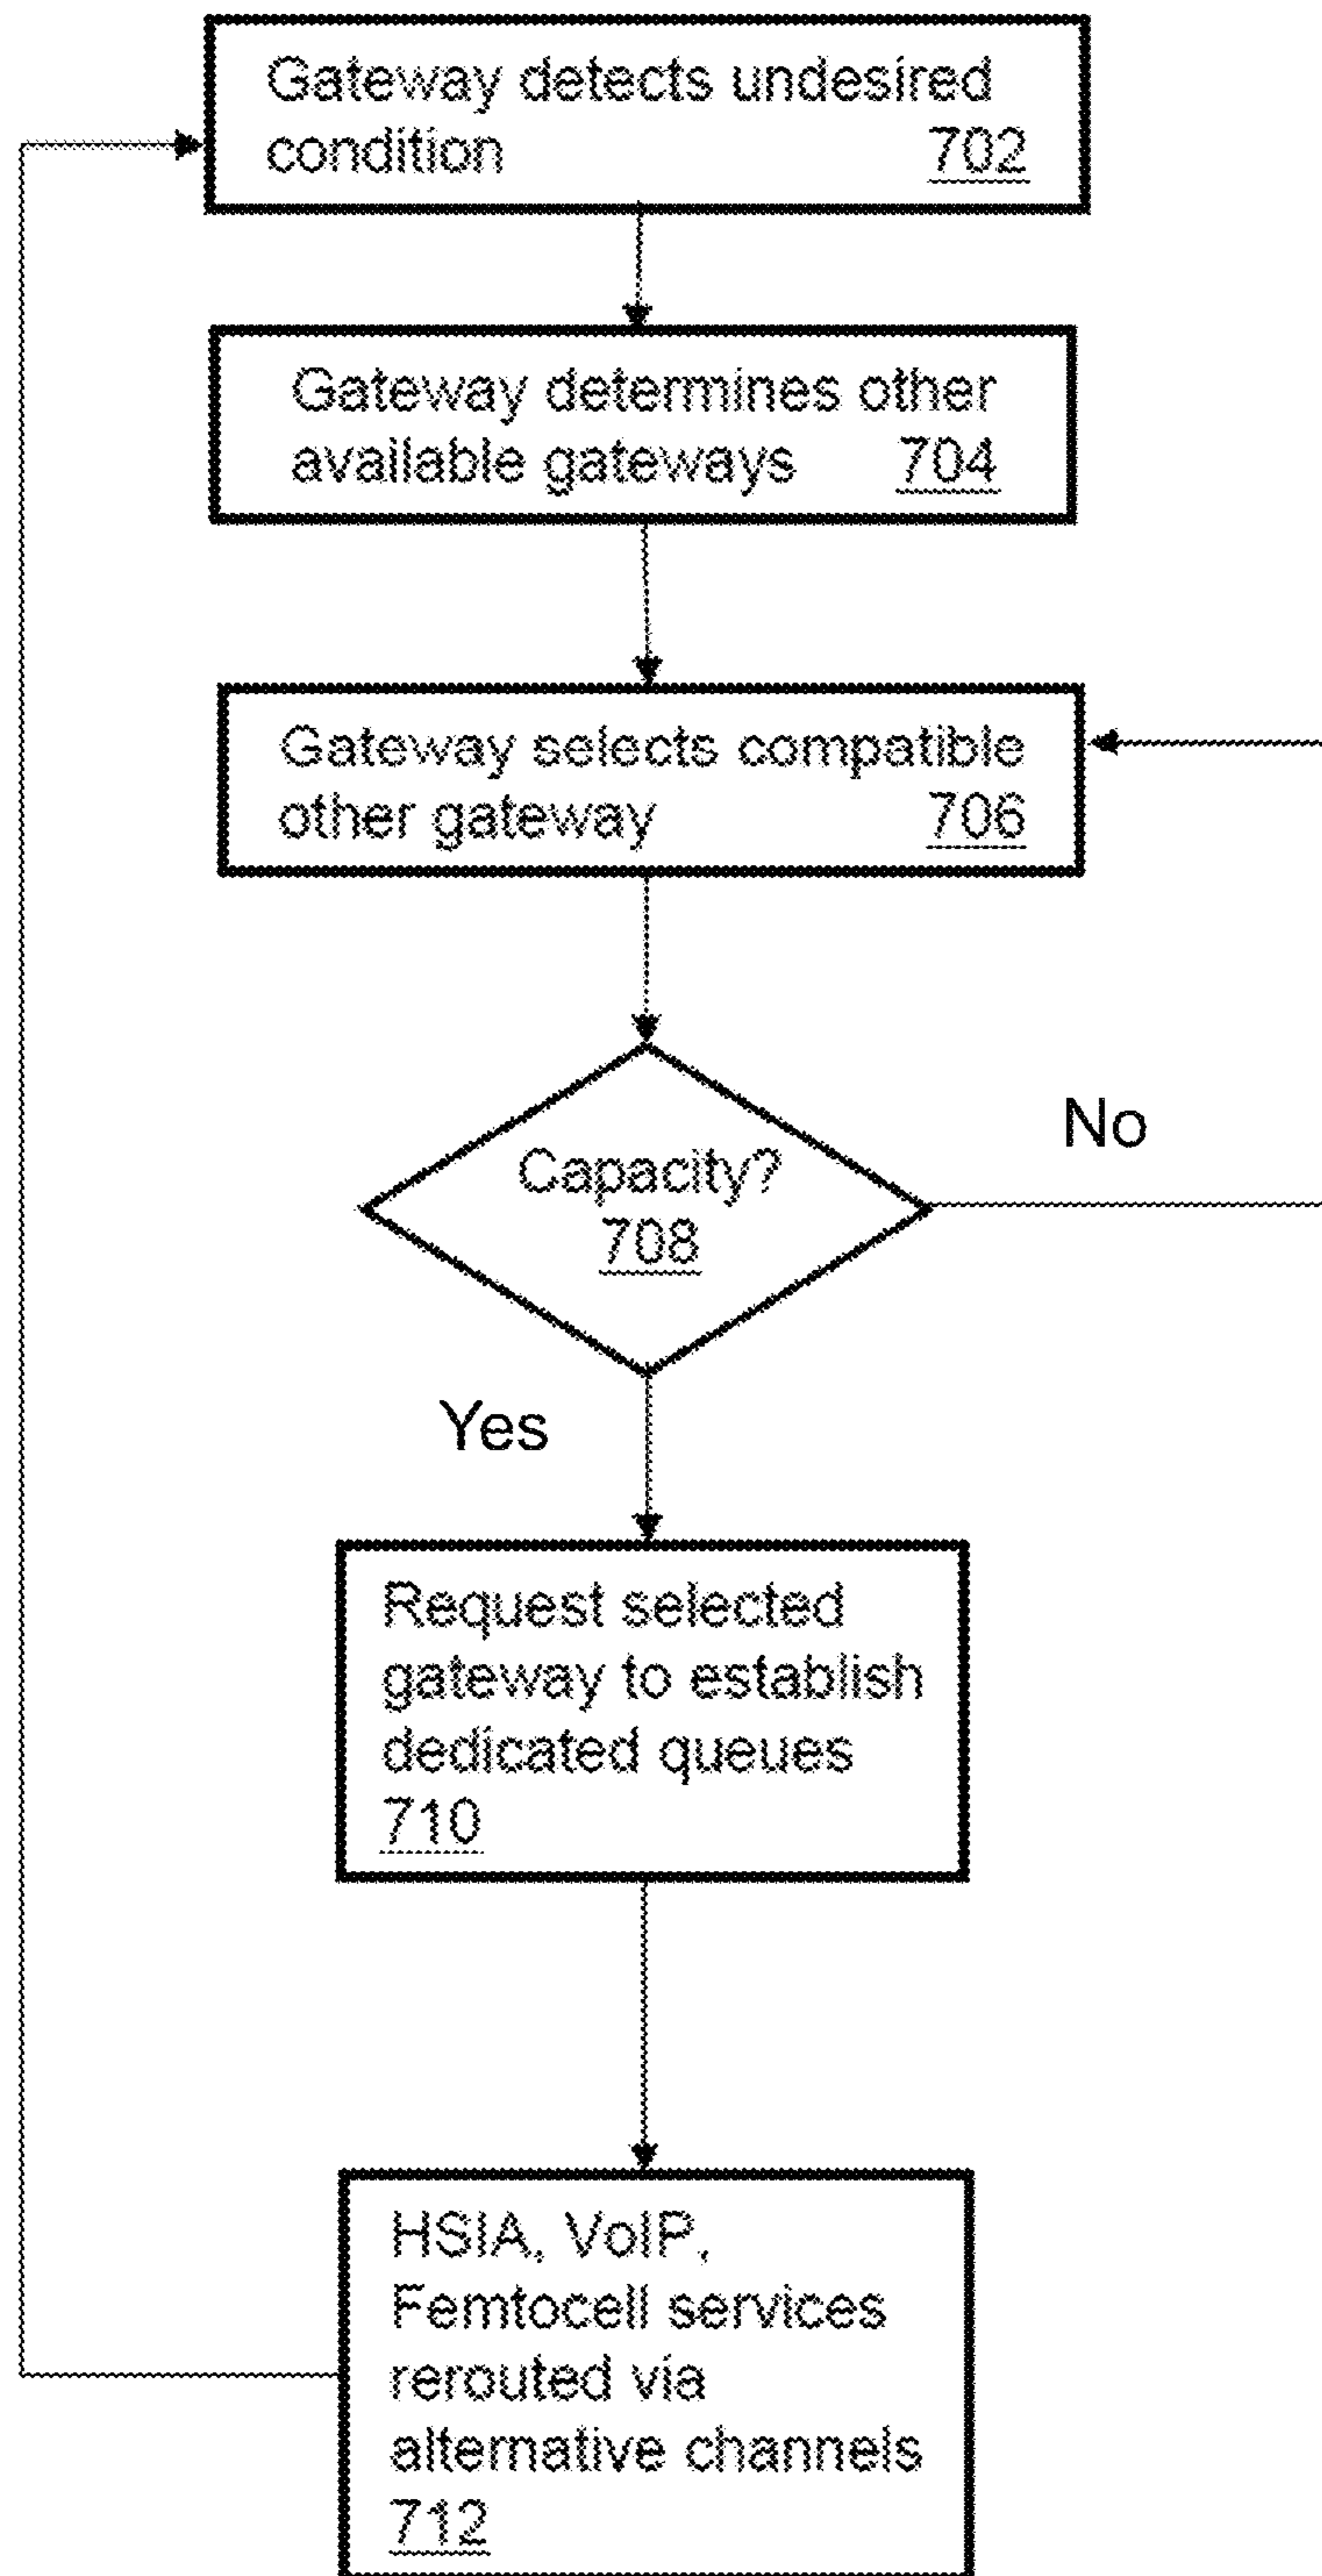 Gateway detects undesired
condition 702
Gateway determines other
available gateways 704
Gateway selects compatible
other gateway 706
Capacity?
708
No
Yes
Request selected
gateway to establish
dedicated queues
710
HSIA, VoIP,
Femtocell services
rerouted via
alternative channels
712